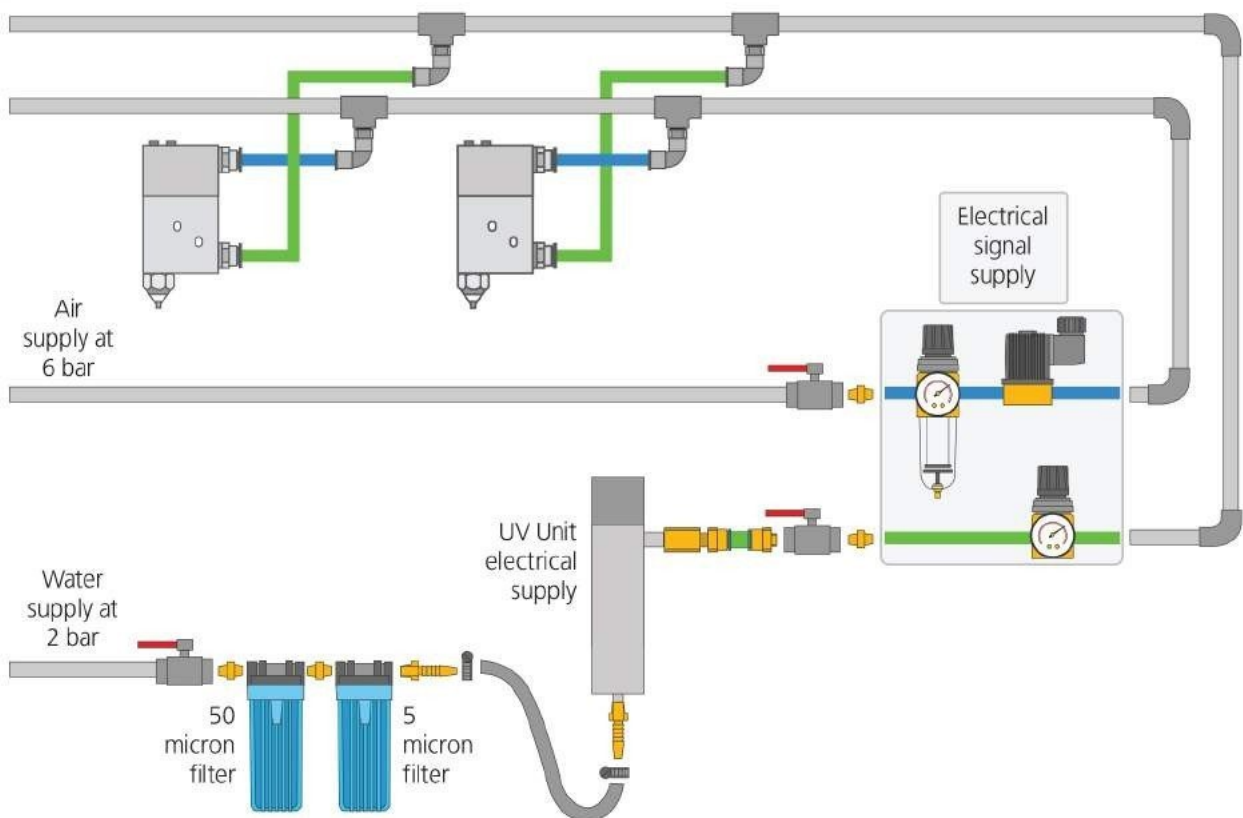 Electrical
signal
supply
Air
supply at
6 bar
UV Unit
electrical
supply
Water
supply at
2 bar
50
micron
filter
5
micron
filter